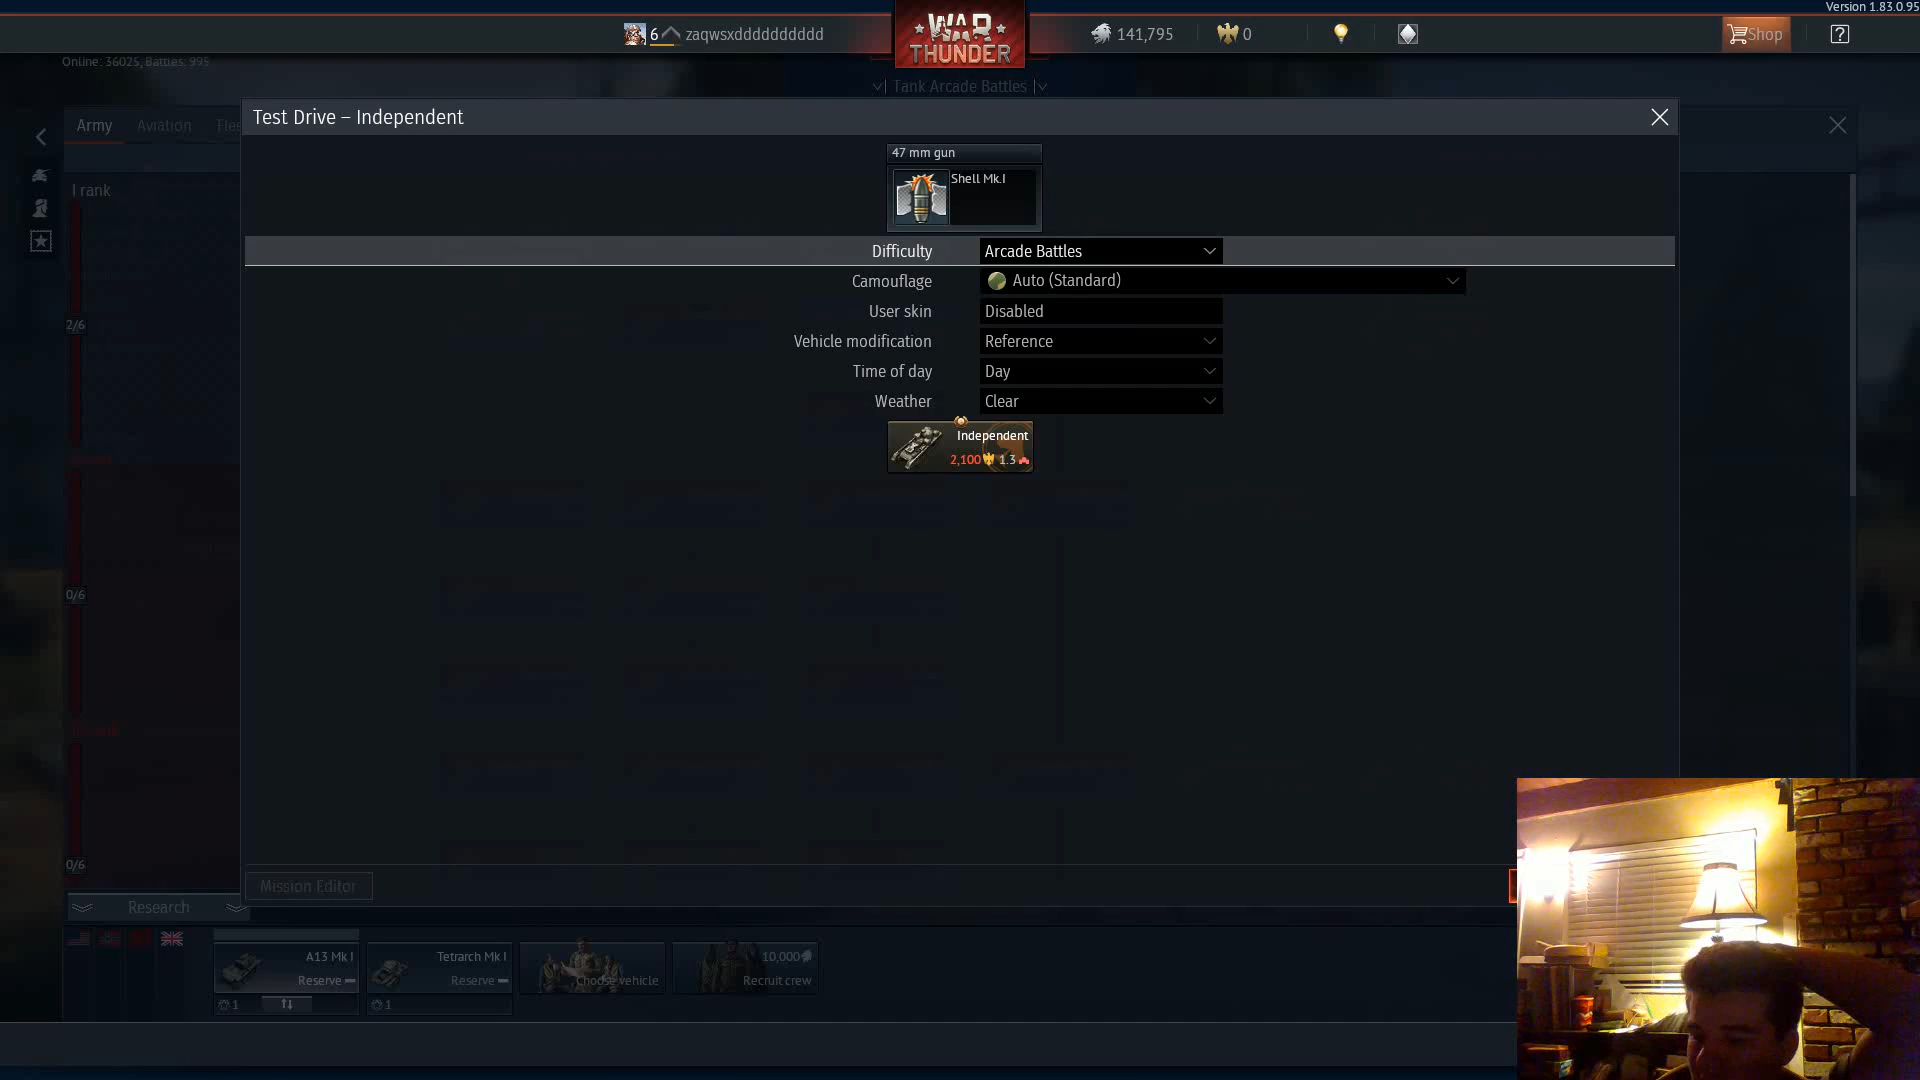 Version 1.83.0.95
6 zaqwsxdddddddddd
WAR
THUNDER
141,795
0
Shop
?
Online: 36025, Battles: 995
Tank Arcade Battles
Army
Aviation
Test Drive – Independent
I rank
47 mm gun
Shell Mk.I
Difficulty
Arcade Battles
Camouflage
Auto (Standard)
User skin
Disabled
Vehicle modification
Reference
Time of day
Day
Weather
Clear
Independent
2,100 1.3
2/6
0/6
0/6
Mission Editor
Research
A13 Mk I
Reserve
1
Tetrarch Mk I
Reserve
1
Choose vehicle
10,000
Recruit crew